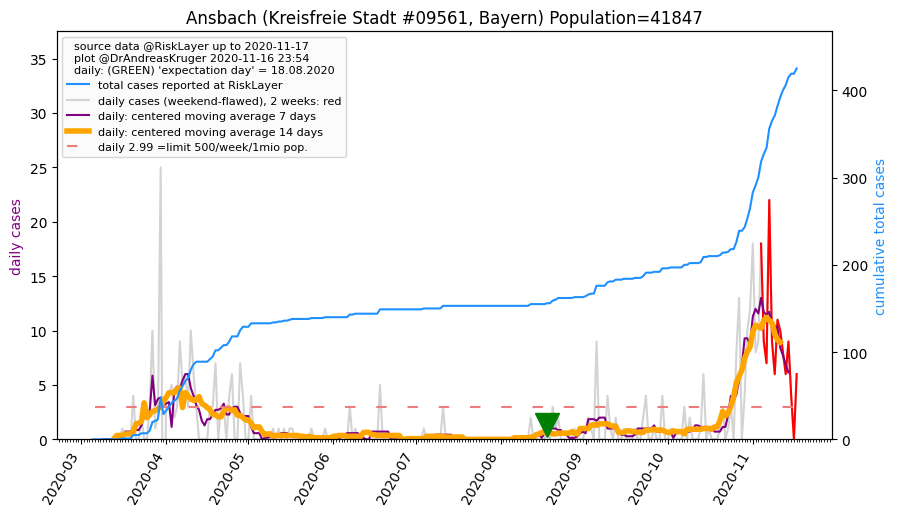 Ansbach (Kreisfreie Stadt #09561, Bayern) Population=41847
source data @RiskLayer up to 2020-11-17
plot @DrAndreasKruger 2020-11-16 23:54
daily: (GREEN) 'expectation day' = 18.08.2020
total cases reported at RiskLayer
daily cases (weekend-flawed), 2 weeks: red
daily: centered moving average 7 days
daily: centered moving average 14 days
daily 2.99 =limit 500/week/1mio pop.
daily cases
35
30
25
20
15
10
5
0
cumulative total cases
400
300
200
100
0
2020-03
2020-04
2020-05
2020-06
2020-07
2020-08
2020-09
2020-10
2020-11